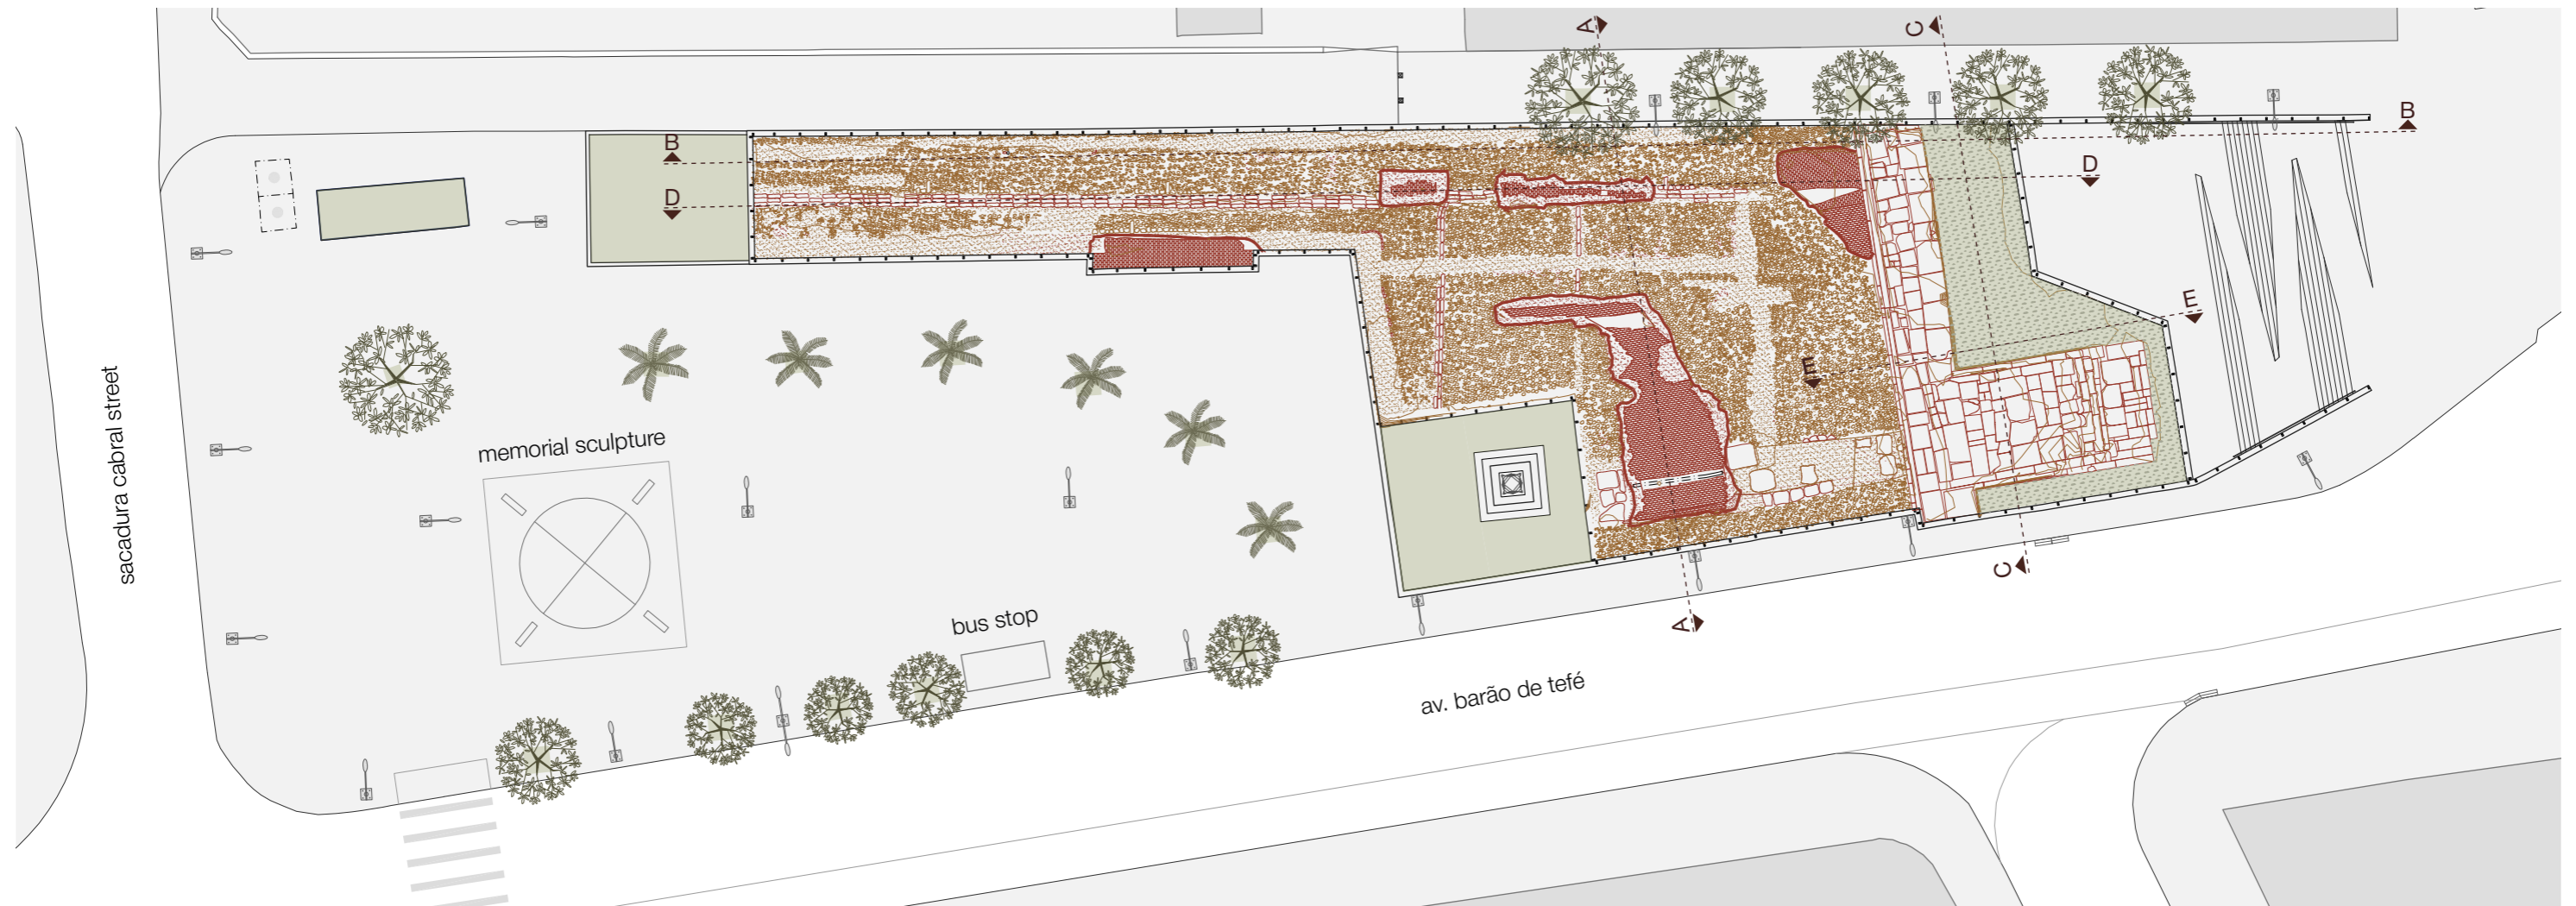 A
C
B
B
D
D
E
E
sacadura cabral street
memorial sculpture
bus stop
C
A
av. barão de tefé